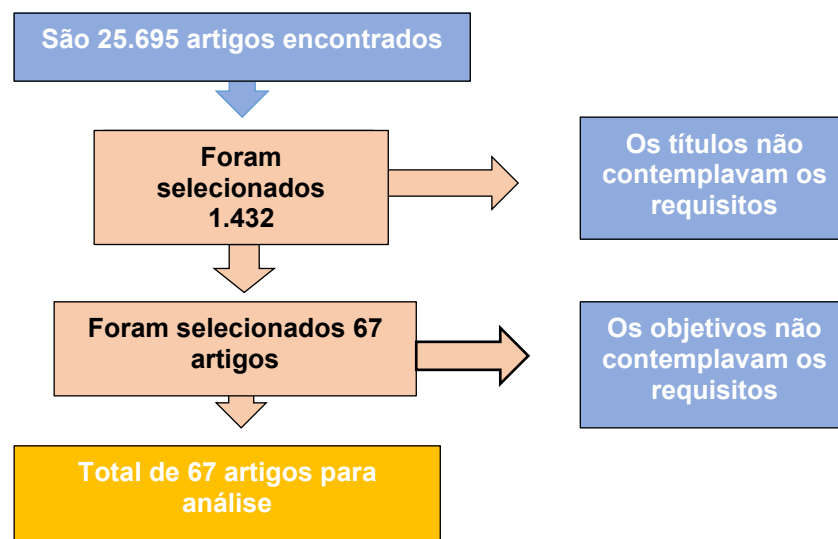 São 25.695 artigos encontrados
Foram
selecionados
1.432
Os títulos não
contemplavam os
requisitos
Foram selecionados 67
artigos
Os objetivos não
contemplavam os
requisitos
Total de 67 artigos para
análise